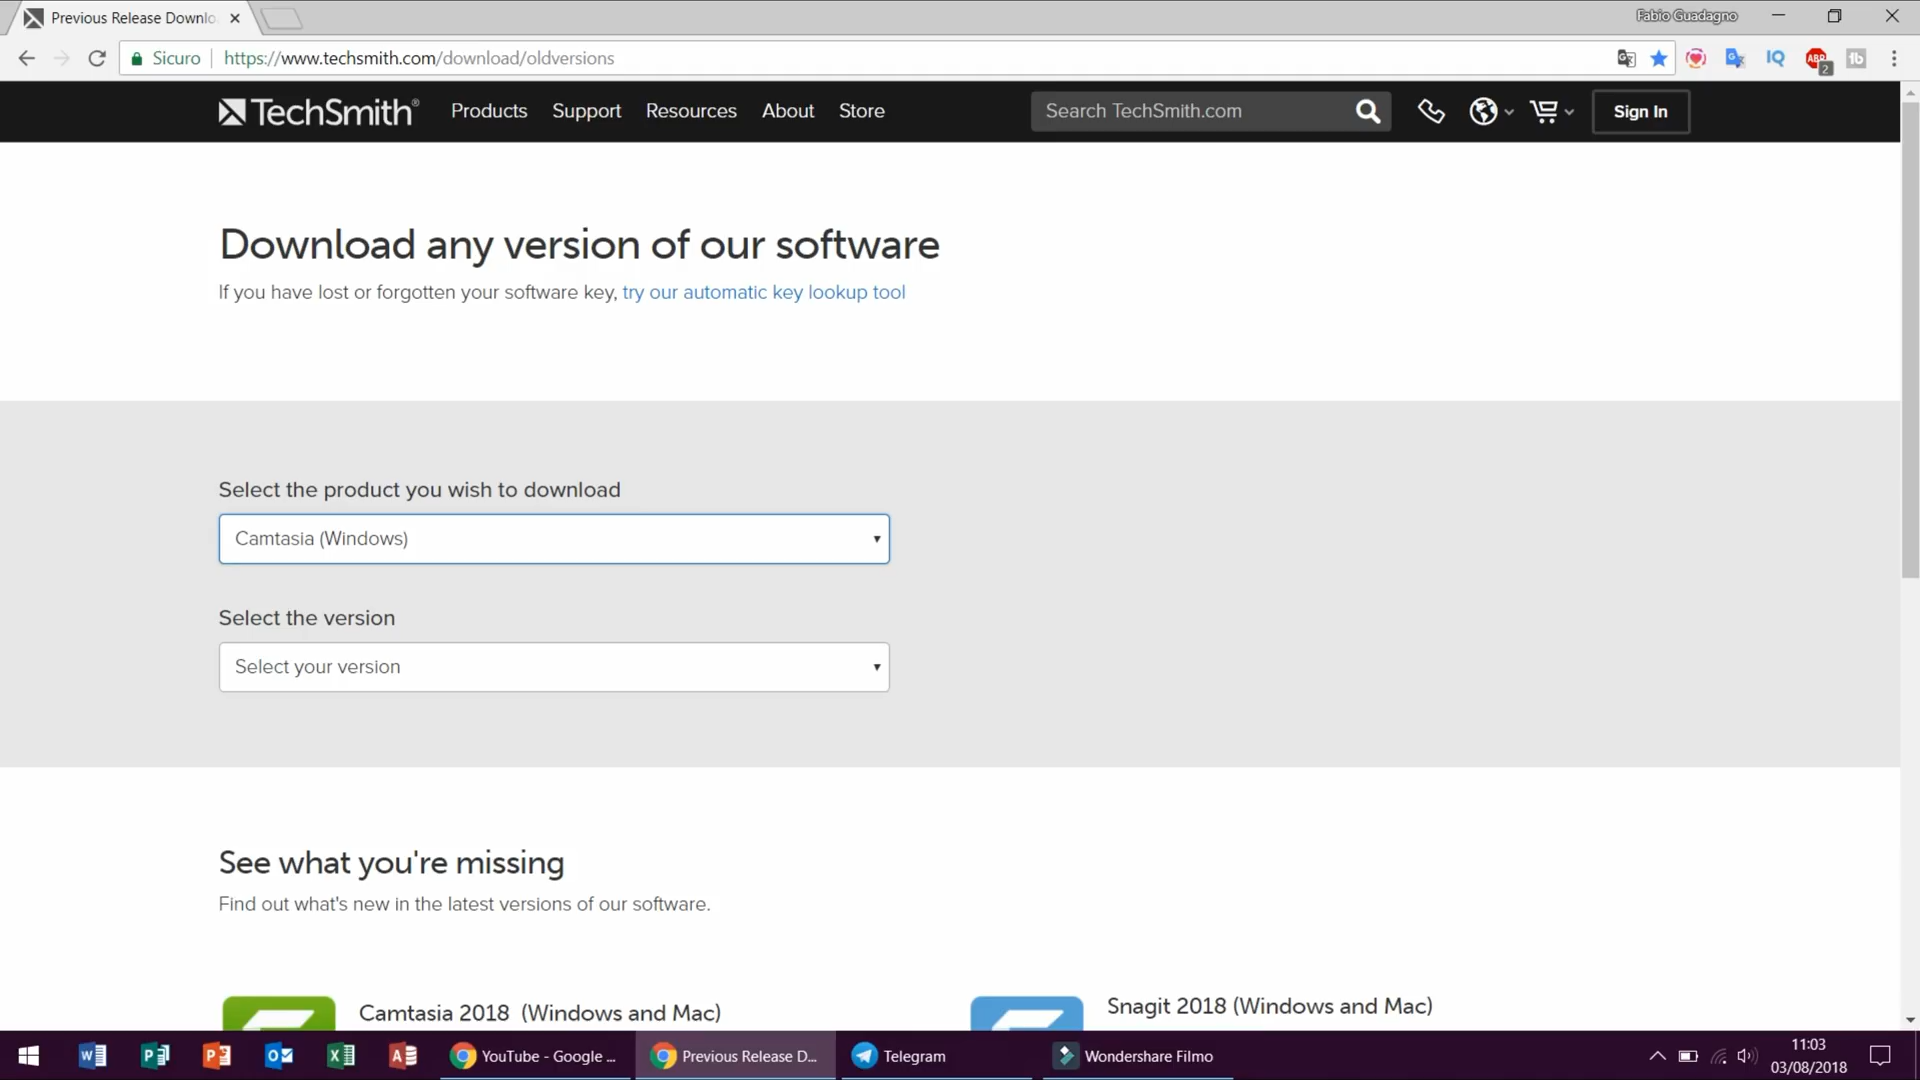 Previous Release Downlo
Fabio Guadagno
Sicuro
https://www.techsmith.com/download/oldversions
IQ
ABP
2
tb
TechSmith®
Products
Support
Resources
About
Store
Search TechSmith.com
Sign In
Download any version of our software
If you have lost or forgotten your software key, try our automatic key lookup tool
Select the product you wish to download
Camtasia (Windows)
Select the version
Select your version
See what you're missing
Find out what's new in the latest versions of our software.
Camtasia 2018 (Windows and Mac)
Snagit 2018 (Windows and Mac)
YouTube - Google ...
Previous Release D...
Telegram
Wondershare Filmo
11:03
03/08/2018